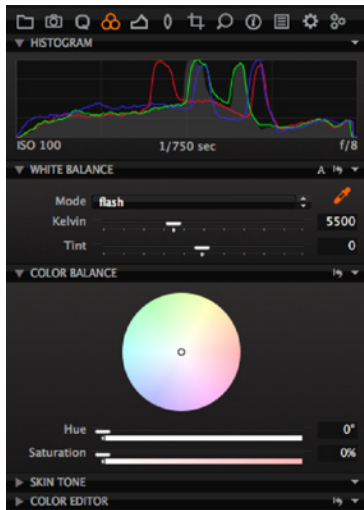 HISTOGRAM
ISO 100 1/750 sec f/8
WHITE BALANCE A
Mode flash
Kelvin 5500
Tint 0
COLOR BALANCE
Hue 0°
Saturation 0%
SKIN TONE
COLOR EDITOR